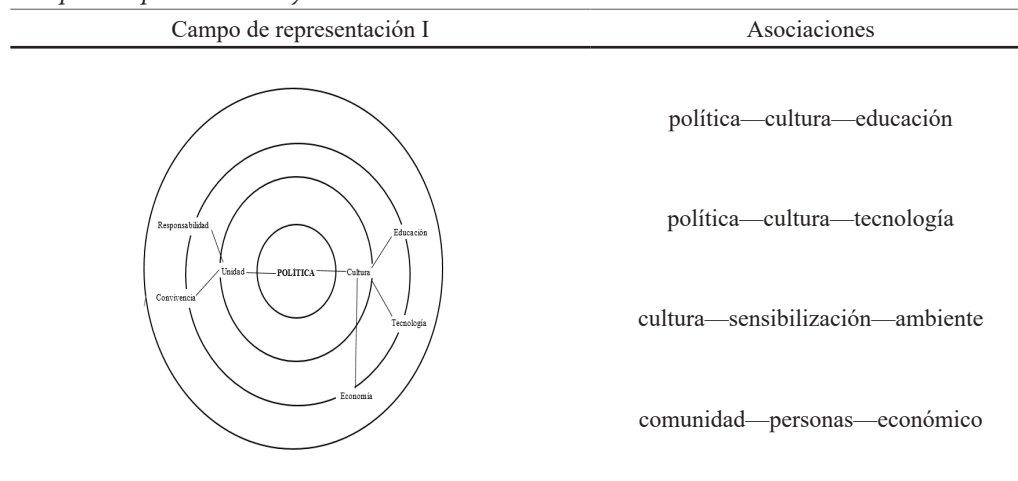 Campo de representación I
Asociaciones
política—cultura—educación
política—cultura—tecnología
cultura—sensibilización—ambiente
comunidad—personas—económico
Responsabilidad
Educación
Unidad
POLÍTICA
Cultura
Convivencia
Tecnología
Economía